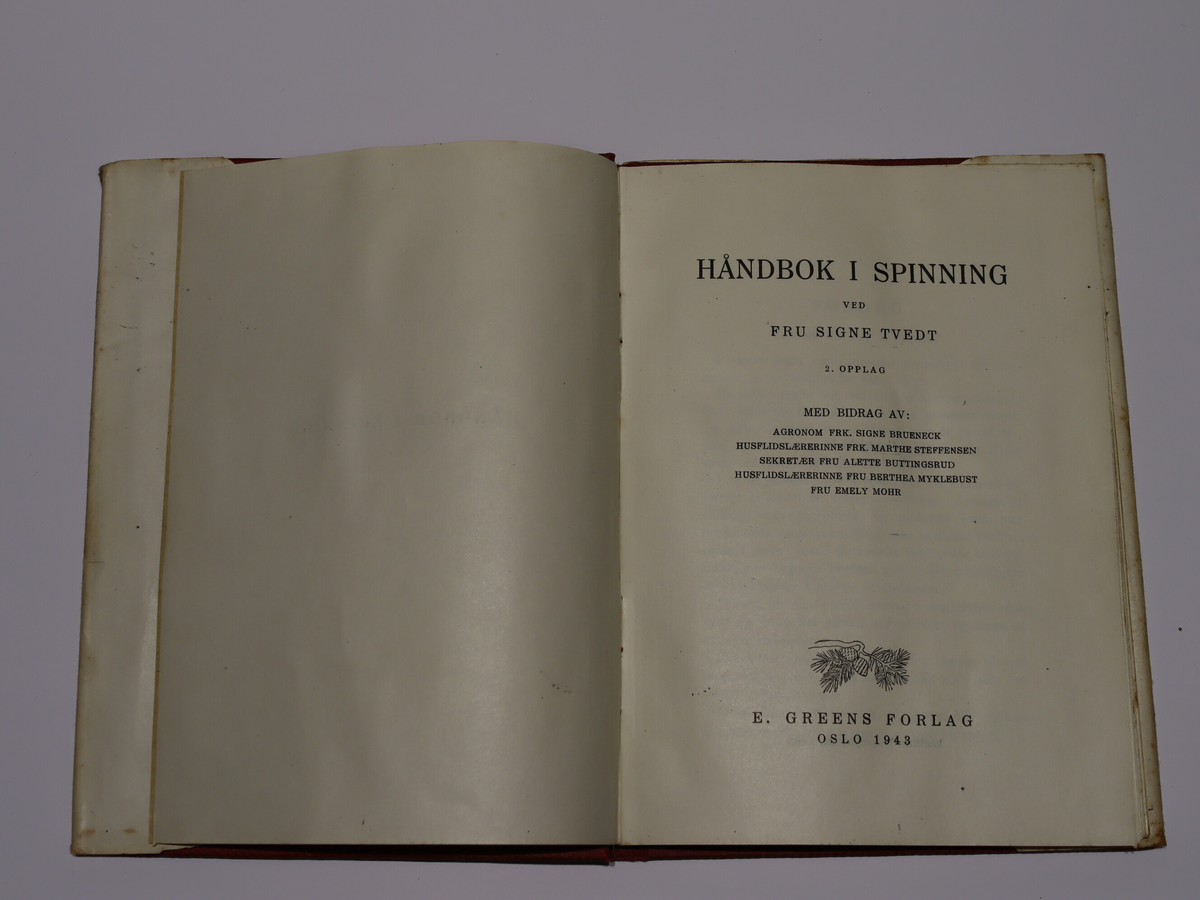 HÅNDBOK I SPINNING
VED
FRU SIGNE TVEDT
2. OPPLAG
MED BIDRAG AV:
AGRONOM FRK. SIGNE BRUENECK
HUSFLIDSLÆRERINNE FRK. MARTHE STEFFENSEN
SEKRETÆR FRU ALETTE BUTTINGSRUD
HUSFLIDSLÆRERINNE FRU BERTHEA MYKLEBUST
FRU EMELY MOHR
E. GREENS FORLAG
OSLO 1943